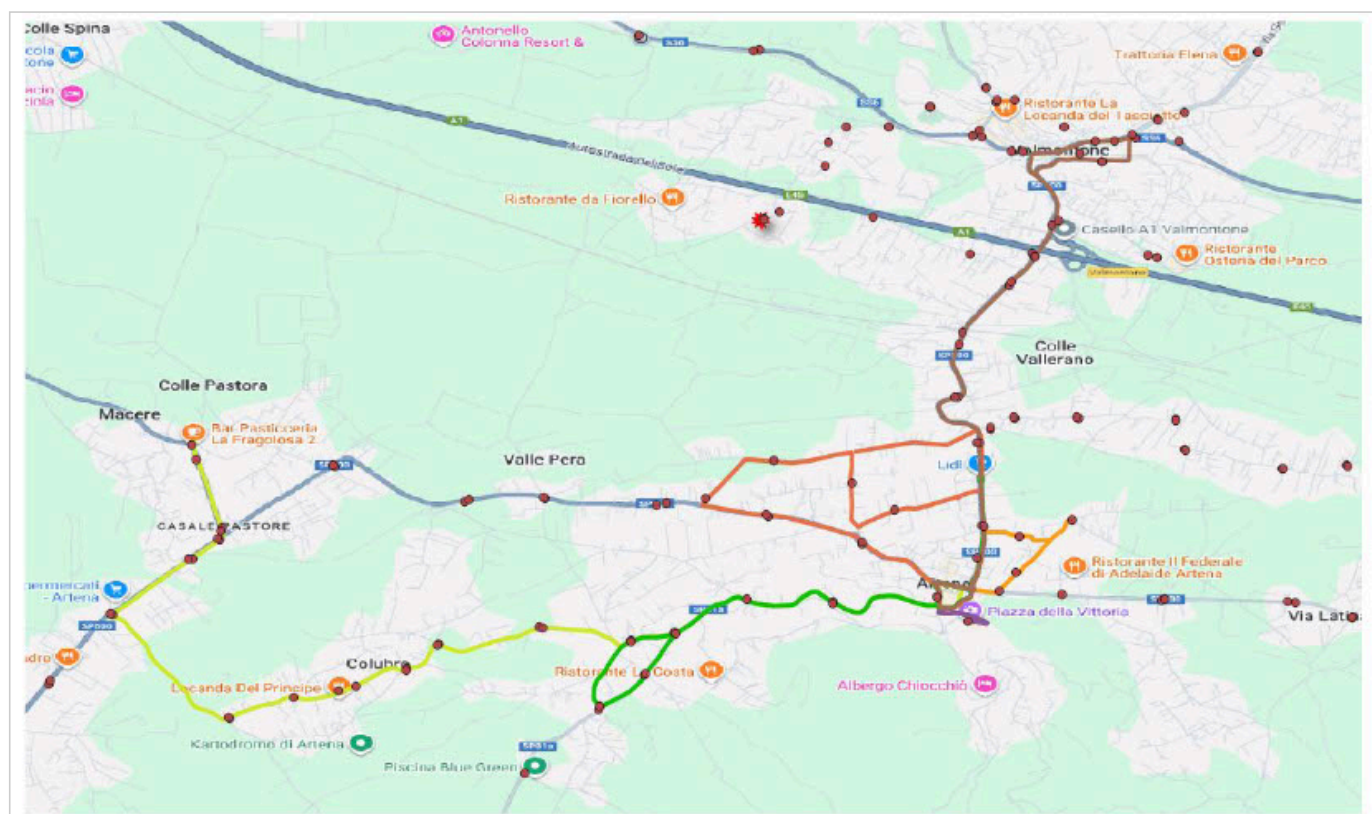 Colle Spina
Antonello
Colonna Resort &
Trattoria Elena
Ristorante La
Locanda del Tascietto
Valmontone
A1
Autostrada del Sole
E45
Ristorante da Fiorello
Casello A1 Valmontone
A1
Ristorante
Osteria del Parco
Valmontone
E45
Colle
Vallerano
Colle Pastora
Macere
Bar Pasticceria
La Fragolosa 2
Valle Pera
Lidl
CASALE PASTORE
Ristorante Il Federale
di Adelaide Artena
- Artena
Piazza della Vittoria
Via Latina
Colubro
Ristorante La Costa
Locanda Del Principe
Albergo Chiocchiò
Kartodromo di Artena
Piscina Blue Green